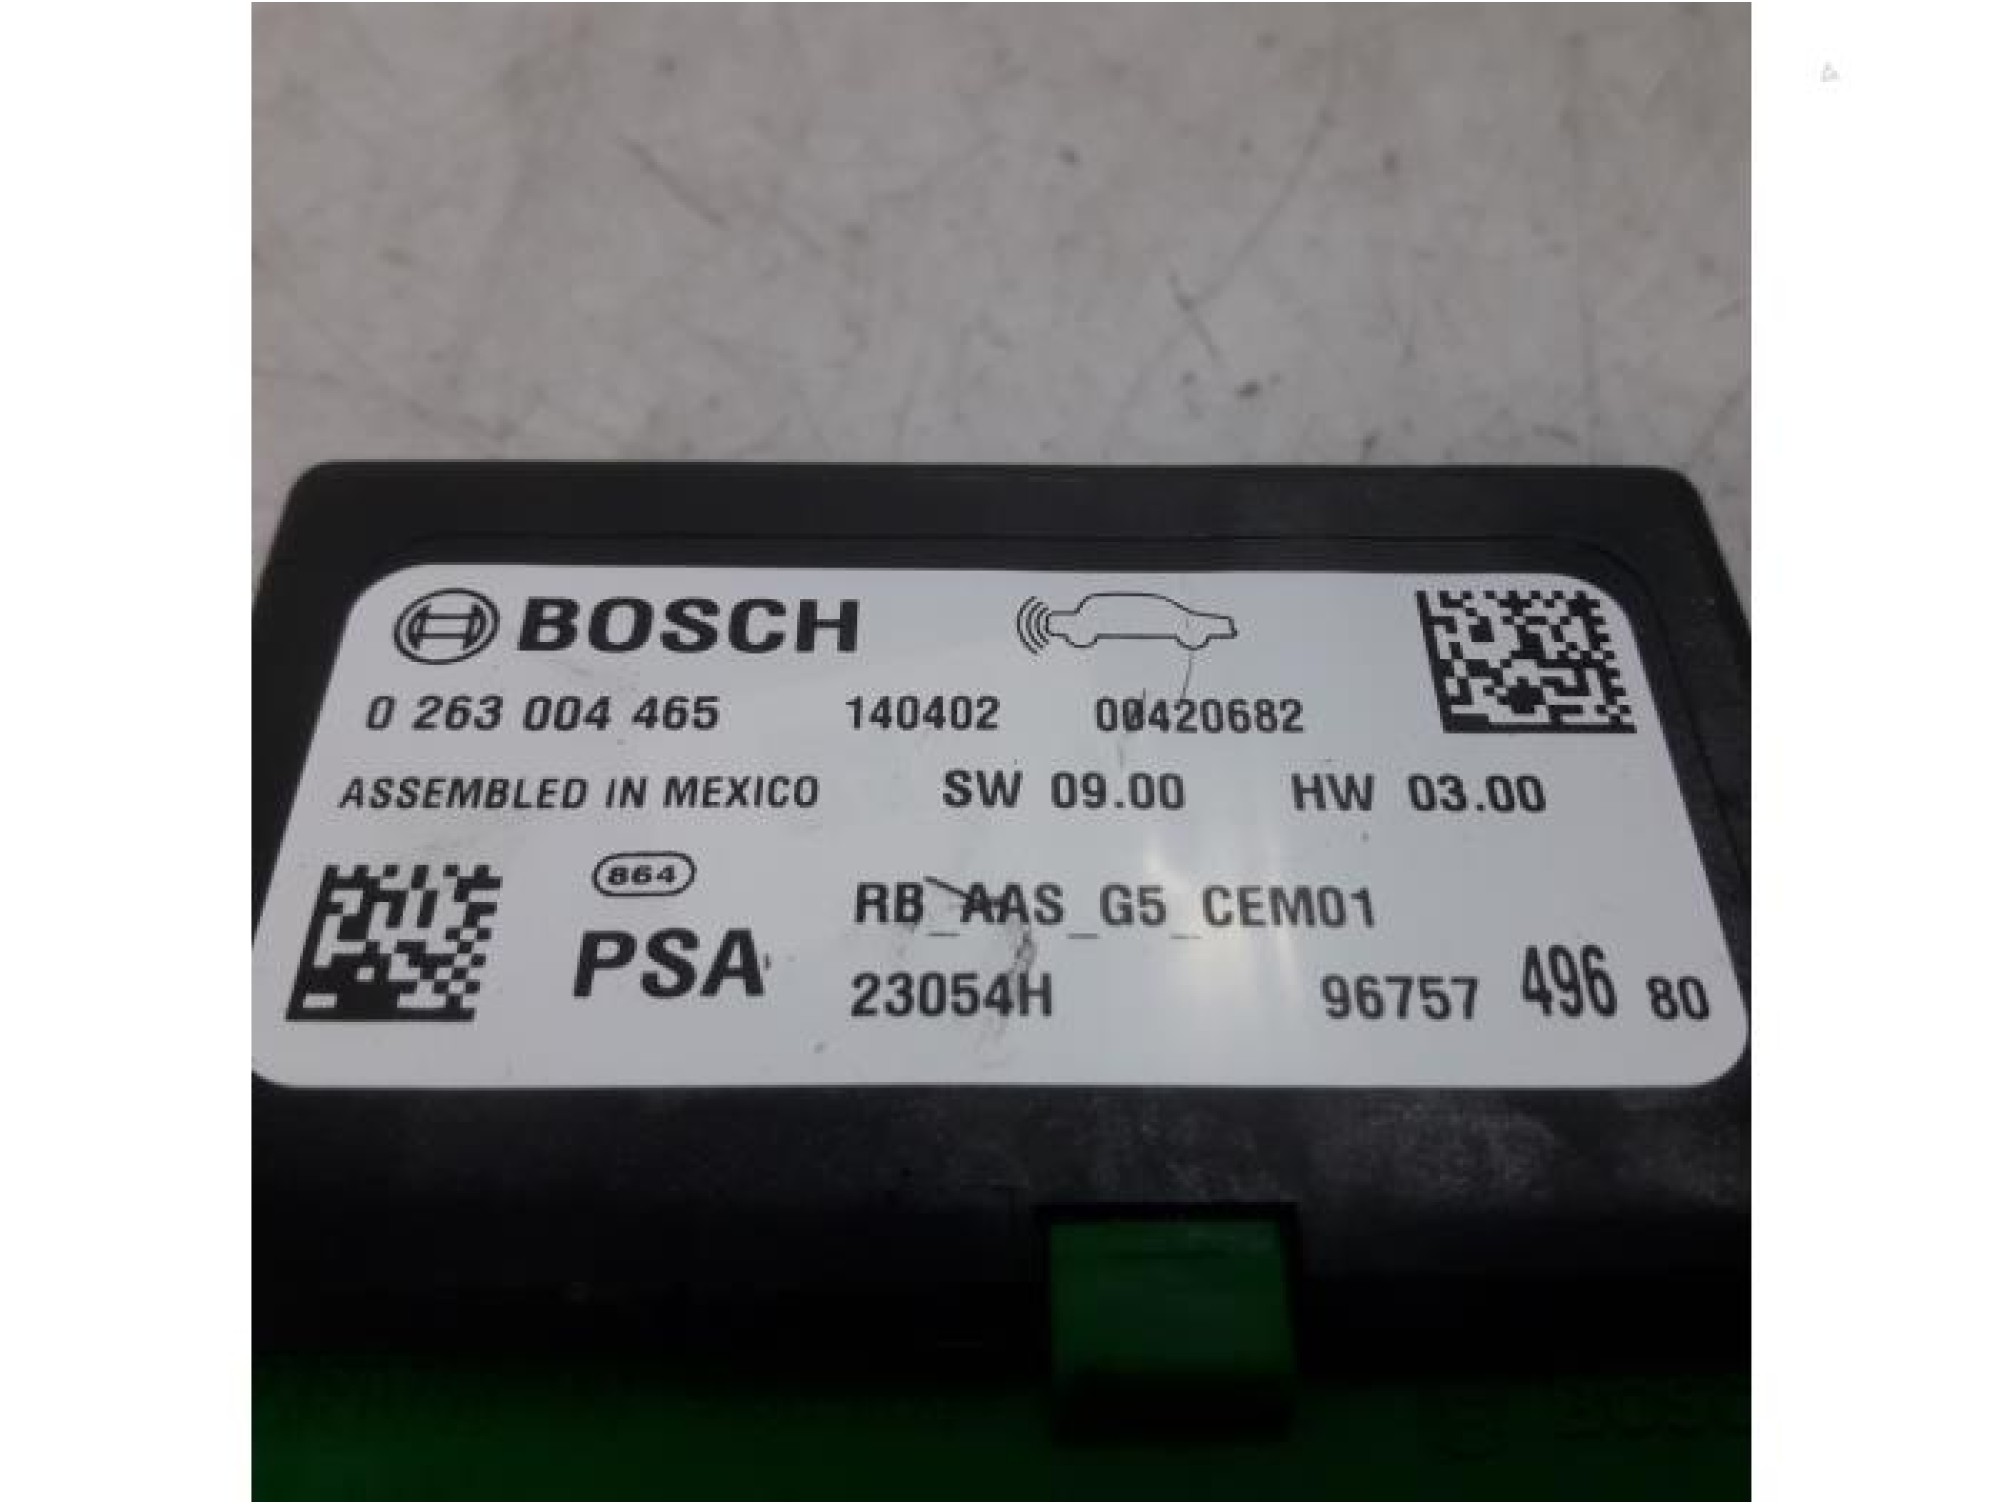 BOSCH
0 263 004 465 140402 00420682
ASSEMBLED IN MEXICO SW 09.00 HW 03.00
864 RB_AAS_G5_CEM01
PSA 23054H 96757 496 80